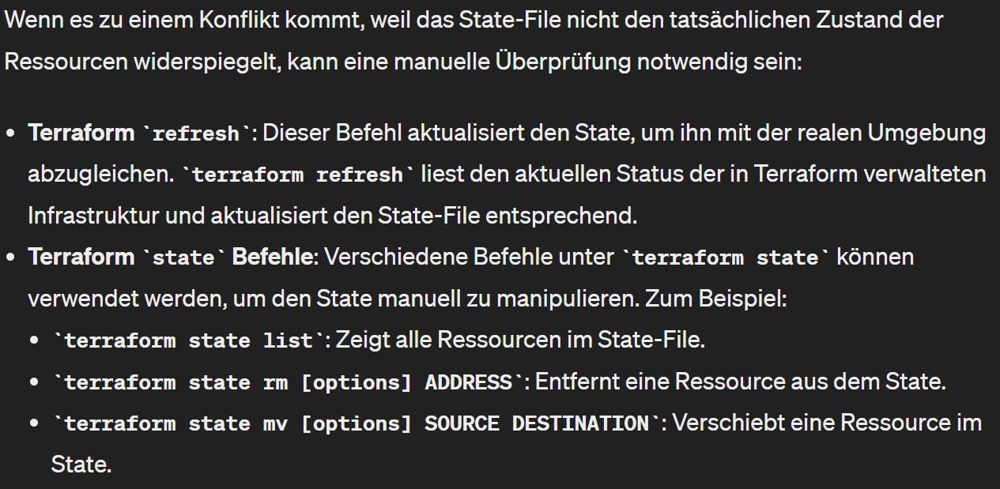 Wenn es zu einem Konflikt kommt, weil das State-File nicht den tatsächlichen Zustand der
Ressourcen widerspiegelt, kann eine manuelle Überprüfung notwendig sein:
• Terraform `refresh`: Dieser Befehl aktualisiert den State, um ihn mit der realen Umgebung
abzugleichen. `terraform refresh` liest den aktuellen Status der in Terraform verwalteten
Infrastruktur und aktualisiert den State-File entsprechend.
• Terraform `state` Befehle: Verschiedene Befehle unter `terraform state` können
verwendet werden, um den State manuell zu manipulieren. Zum Beispiel:
• `terraform state list`: Zeigt alle Ressourcen im State-File.
• `terraform state rm [options] ADDRESS`: Entfernt eine Ressource aus dem State.
• `terraform state mv [options] SOURCE DESTINATION`: Verschiebt eine Ressource im
State.